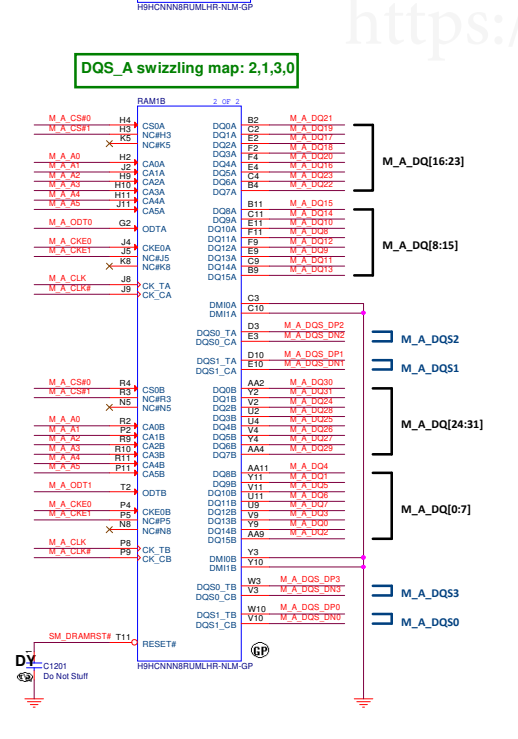 H9HCNNN8RUMLHR-NLM-GP
https:/
DQS_A swizzling map: 2,1,3,0
RAM1B 2 OF 2
M_A_CS#0 H4 CS0A
M_A_CS#1 H3 NC#H3
K5 NC#K5
M_A_A0 H2 CA0A
M_A_A1 J2 CA1A
M_A_A2 H9 CA2A
M_A_A3 H10 CA3A
M_A_A4 H11 CA4A
M_A_A5 J11 CA5A
M_A_ODT0 G2 ODTA
M_A_CKE0 J4 CKE0A
M_A_CKE1 J5 NC#J5
K8 NC#K8
M_A_CLK J8 CK_TA
M_A_CLK# J9 CK_CA
DQ0A B2 M_A_DQ21
DQ1A C2 M_A_DQ19
DQ2A E2 M_A_DQ17
DQ3A F2 M_A_DQ18
DQ4A F4 M_A_DQ20
DQ5A E4 M_A_DQ16
DQ6A C4 M_A_DQ23
DQ7A B4 M_A_DQ22
M_A_DQ[16:23]
DQ8A B11 M_A_DQ15
DQ9A C11 M_A_DQ14
DQ10A E11 M_A_DQ10
DQ11A F11 M_A_DQ8
DQ12A F9 M_A_DQ12
DQ13A E9 M_A_DQ9
DQ14A C9 M_A_DQ11
DQ15A B9 M_A_DQ13
M_A_DQ[8:15]
DMI0A C3
DMI1A C10
DQS0_TA D3 M_A_DQS_DP2
DQS0_CA E3 M_A_DQS_DN2
M_A_DQS2
DQS1_TA D10 M_A_DQS_DP1
DQS1_CA E10 M_A_DQS_DN1
M_A_DQS1
M_A_CS#0 R4 CS0B
M_A_CS#1 R3 NC#R3
N5 NC#N5
M_A_A0 R2 CA0B
M_A_A1 P2 CA1B
M_A_A2 R9 CA2B
M_A_A3 R10 CA3B
M_A_A4 R11 CA4B
M_A_A5 P11 CA5B
M_A_ODT1 T2 ODTB
M_A_CKE0 P4 CKE0B
M_A_CKE1 P5 NC#P5
N8 NC#N8
M_A_CLK P8 CK_TB
M_A_CLK# P9 CK_CB
DQ0B AA2 M_A_DQ30
DQ1B Y2 M_A_DQ31
DQ2B V2 M_A_DQ24
DQ3B U2 M_A_DQ28
DQ4B U4 M_A_DQ25
DQ5B V4 M_A_DQ26
DQ6B Y4 M_A_DQ27
DQ7B AA4 M_A_DQ29
M_A_DQ[24:31]
DQ8B AA11 M_A_DQ4
DQ9B Y11 M_A_DQ1
DQ10B V11 M_A_DQ5
DQ11B U11 M_A_DQ6
DQ12B U9 M_A_DQ7
DQ13B V9 M_A_DQ3
DQ14B Y9 M_A_DQ0
DQ15B AA9 M_A_DQ2
M_A_DQ[0:7]
DMI0B Y3
DMI1B Y10
DQS0_TB W3 M_A_DQS_DP3
DQS0_CB V3 M_A_DQS_DN3
M_A_DQS3
DQS1_TB W10 M_A_DQS_DP0
DQS1_CB V10 M_A_DQS_DN0
M_A_DQS0
SM_DRAMRST# T11 RESET#
GP
H9HCNNN8RUMLHR-NLM-GP
DY
C1201
Do Not Stuff